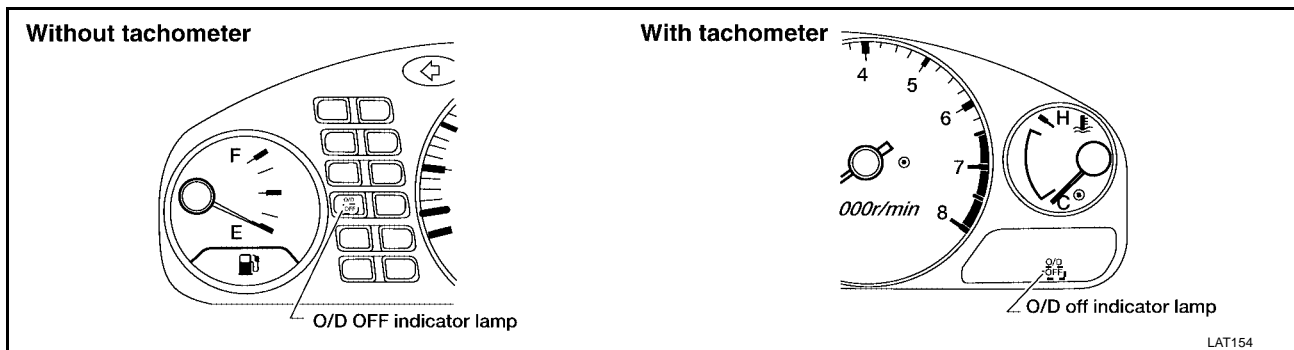 Without tachometer
F
E
O/D
OFF
O/D OFF indicator lamp
With tachometer
4
5
6
7
8
000r/min
H
C
O/D
OFF
O/D off indicator lamp
LAT154